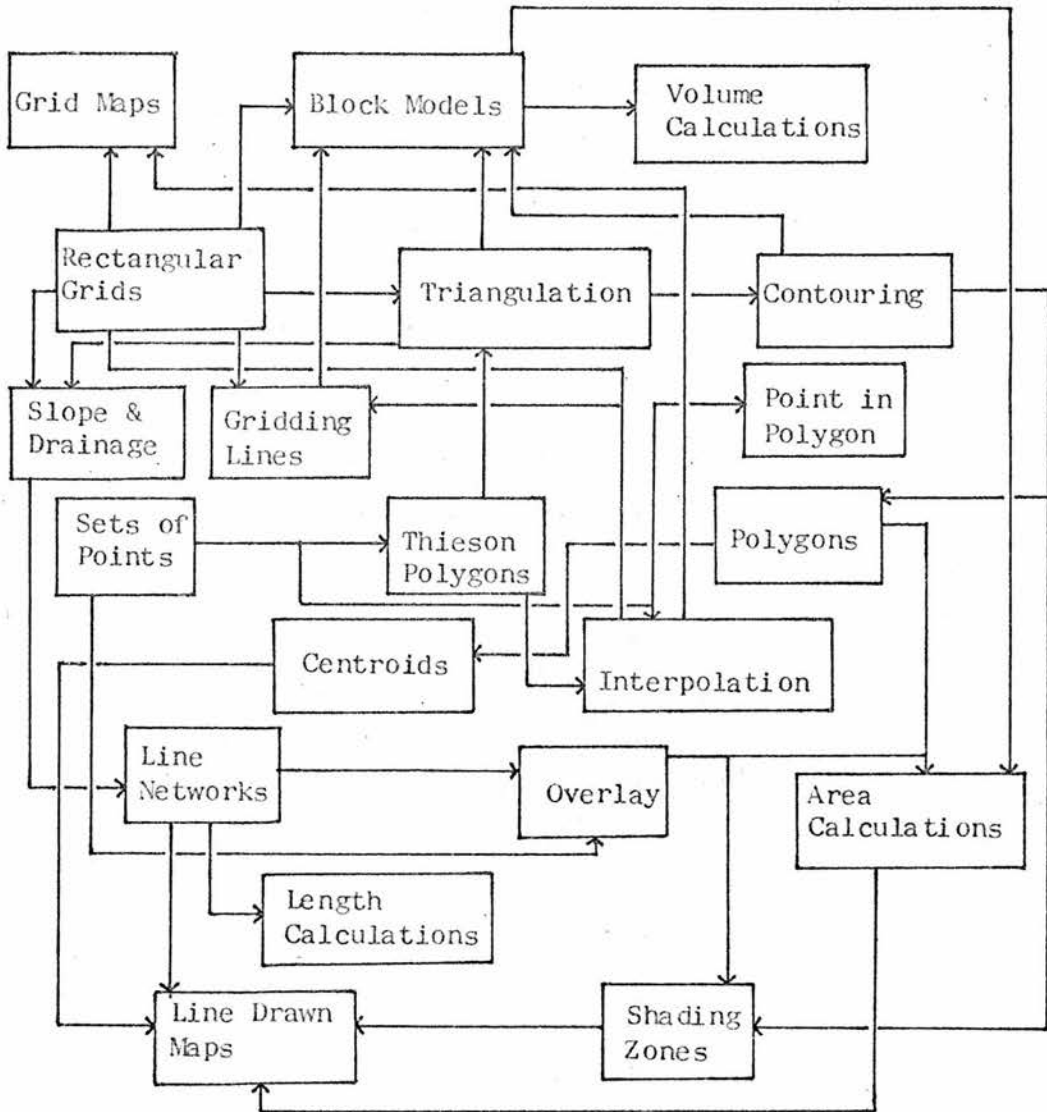 Grid Maps
Block Models
Volume
Calculations
Rectangular
Grids
Triangulation
Contouring
Slope &
Drainage
Gridding
Lines
Point in
Polygon
Sets of
Points
Thieson
Polygons
Polygons
Centroids
Interpolation
Line
Networks
Overlay
Area
Calculations
Length
Calculations
Line Drawn
Maps
Shading
Zones